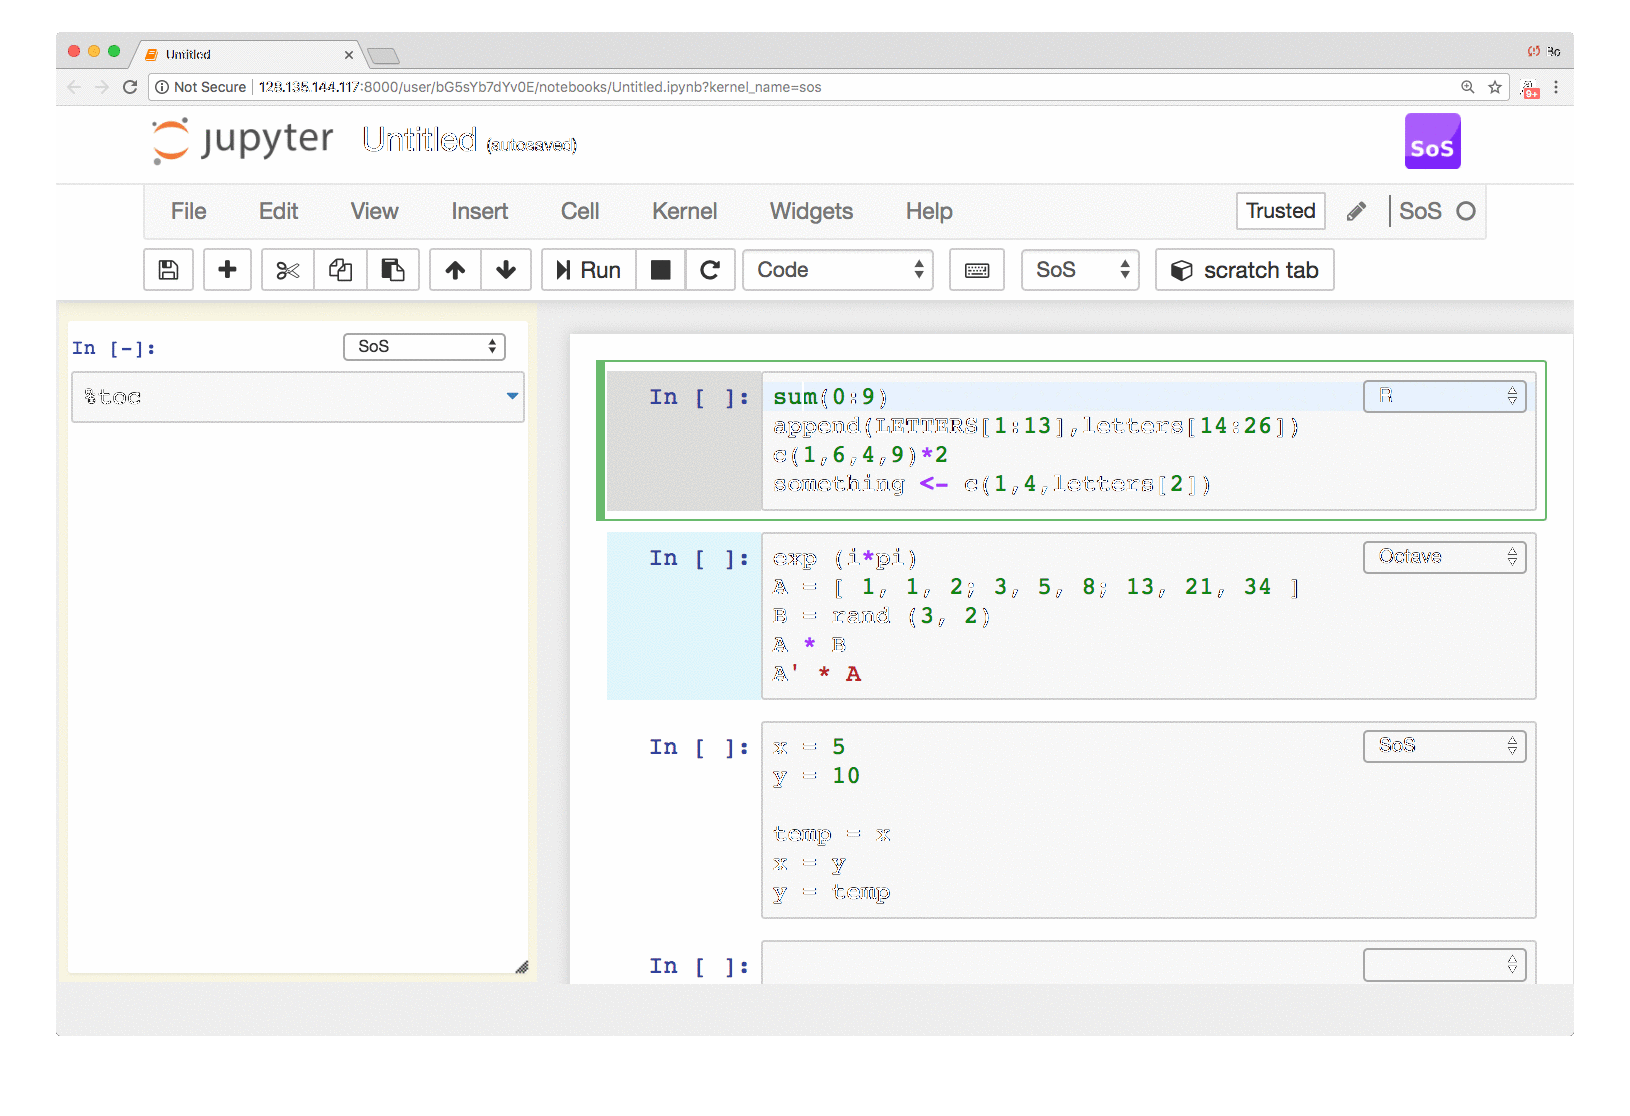 Untitled
Bo
Not Secure 128.135.144.117:8000/user/bG5sYb7dYv0E/notebooks/Untitled.ipynb?kernel_name=sos
9+
jupyter Untitled (autosaved)
SoS
File Edit View Insert Cell Kernel Widgets Help Trusted SoS
Run Code SoS scratch tab
In [-]: SoS
%toc
In [ ]: sum(0:9) R
append(LETTERS[1:13],letters[14:26])
c(1,6,4,9)*2
something <- c(1,4,letters[2])
In [ ]: exp (i*pi) Octave
A = [ 1, 1, 2; 3, 5, 8; 13, 21, 34 ]
B = rand (3, 2)
A * B
A' * A
In [ ]: x = 5 SoS
y = 10
temp = x
x = y
y = temp
In [ ]: